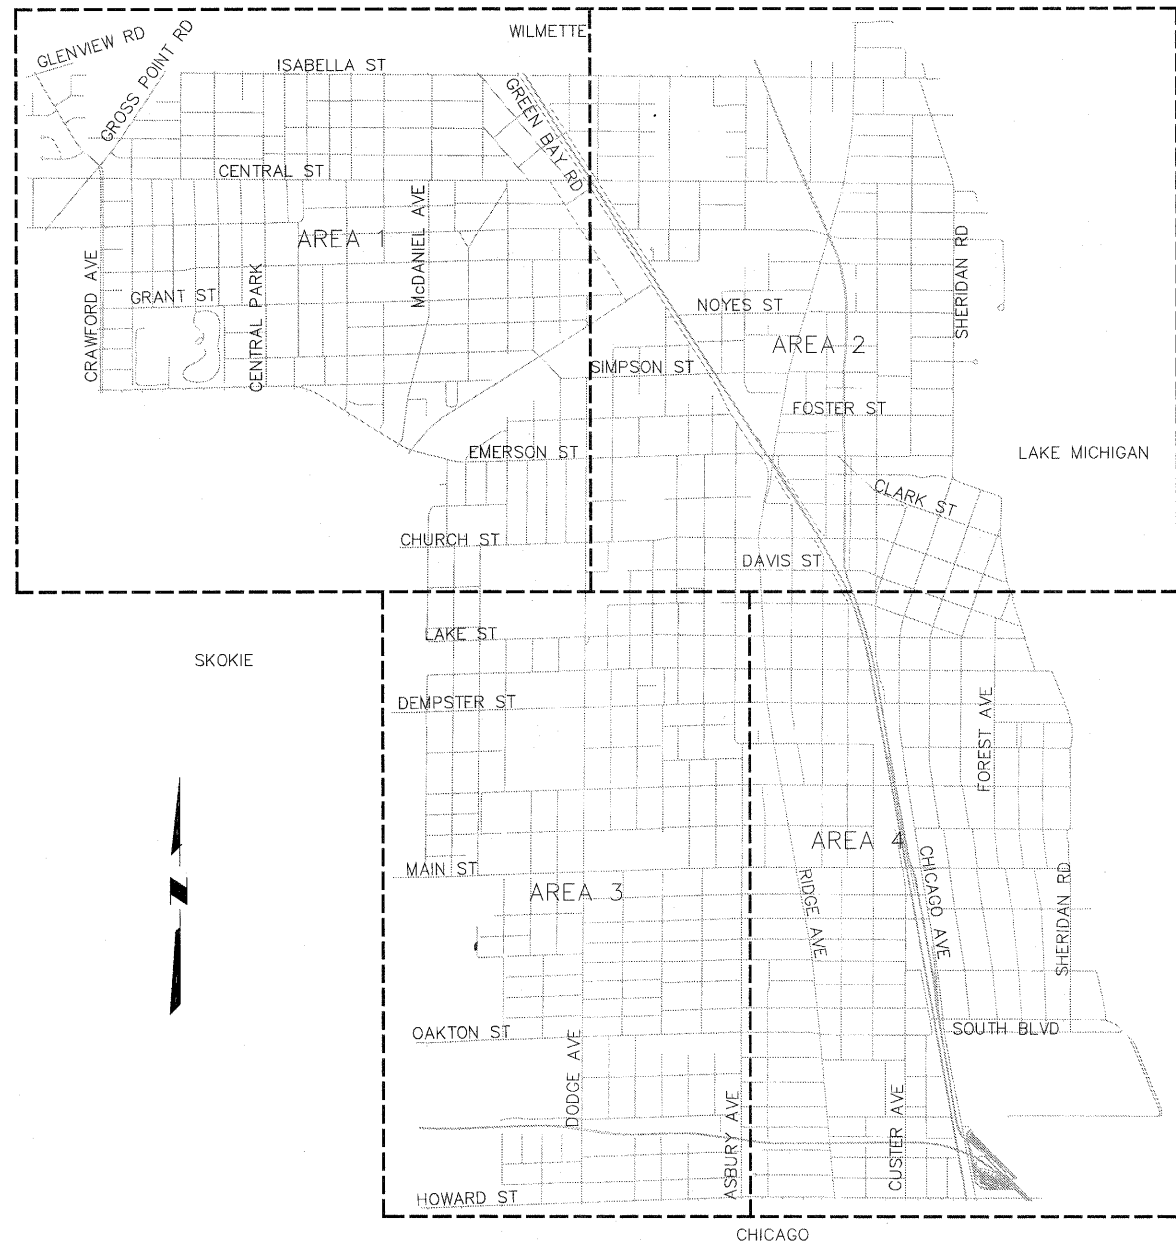 WILMETTE
GLENVIEW RD
GROSS POINT RD
ISABELLA ST
GREEN BAY RD
CENTRAL ST
McDANIEL AVE
AREA 1
SHERIDAN RD
CRAWFORD AVE
CENTRAL PARK
GRANT ST
NOYES ST
AREA 2
SIMPSON ST
FOSTER ST
EMERSON ST
LAKE MICHIGAN
CLARK ST
CHURCH ST
DAVIS ST
LAKE ST
SKOKIE
DEMPSTER ST
FOREST AVE
AREA 4
MAIN ST
AREA 3
RIDGE AVE
CHICAGO AVE
SHERIDAN RD
N
OAKTON ST
SOUTH BLVD
DODGE AVE
ASBURY AVE
CUSTER AVE
HOWARD ST
CHICAGO